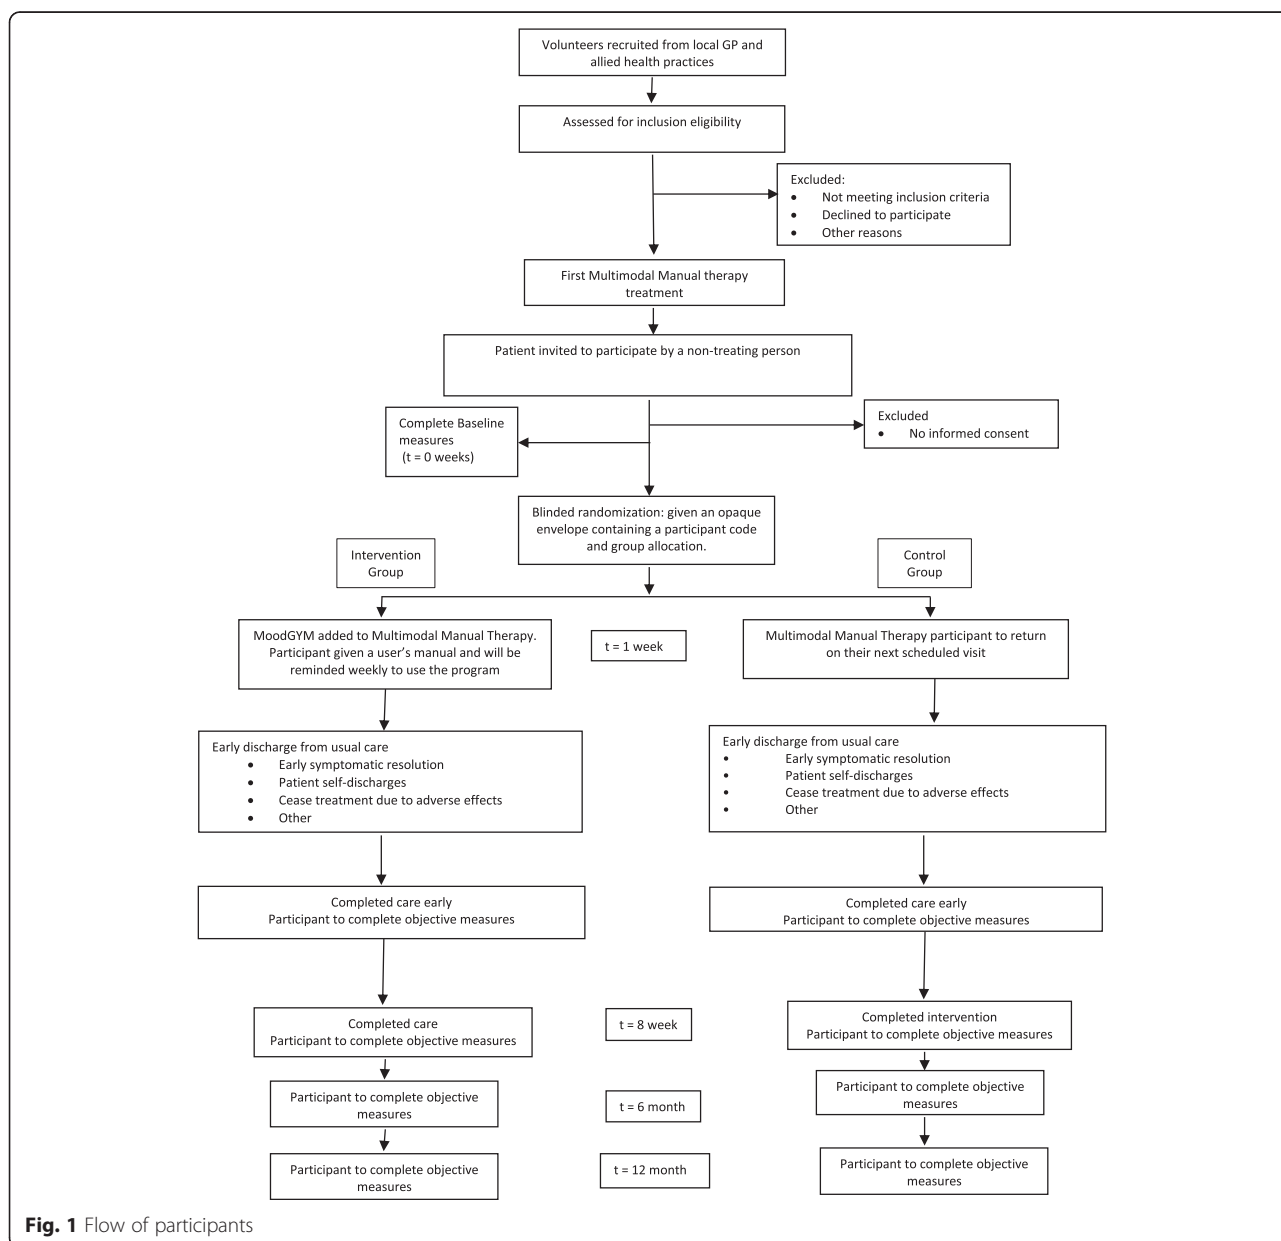 Volunteers recruited from local GP and
allied health practices
Assessed for inclusion eligibility
Excluded:
• Not meeting inclusion criteria
• Declined to participate
• Other reasons
First Multimodal Manual therapy
treatment
Patient invited to participate by a non-treating person
Complete Baseline
measures
(t = 0 weeks)
Excluded
• No informed consent
Blinded randomization: given an opaque
envelope containing a participant code
and group allocation.
Intervention
Group
Control
Group
MoodGYM added to Multimodal Manual Therapy.
Participant given a user’s manual and will be
reminded weekly to use the program
t = 1 week
Multimodal Manual Therapy participant to return
on their next scheduled visit
Early discharge from usual care
• Early symptomatic resolution
• Patient self-discharges
• Cease treatment due to adverse effects
• Other
Early discharge from usual care
• Early symptomatic resolution
• Patient self-discharges
• Cease treatment due to adverse effects
• Other
Completed care early
Participant to complete objective measures
Completed care early
Participant to complete objective measures
Completed care
Participant to complete objective measures
t = 8 week
Completed intervention
Participant to complete objective measures
Participant to complete objective
measures
t = 6 month
Participant to complete objective
measures
Participant to complete objective
measures
t = 12 month
Participant to complete objective
measures
Fig. 1 Flow of participants